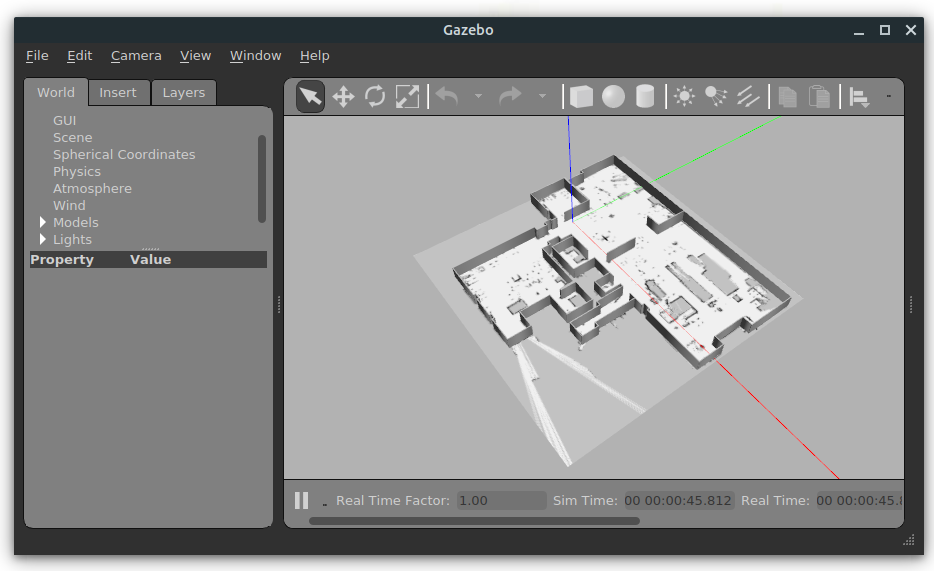 Gazebo
File Edit Camera View Window Help
World Insert Layers
GUI
Scene
Spherical Coordinates
Physics
Atmosphere
Wind
Models
Lights
Property Value
Real Time Factor: 1.00 Sim Time: 00 00:00:45.812 Real Time: 00 00:00:45.8